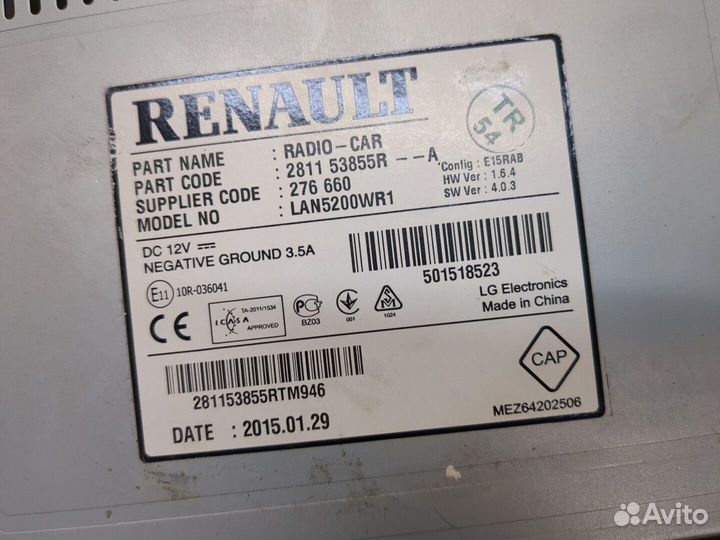 RENAULT
TR
54
PART NAME : RADIO-CAR
PART CODE : 2811 53855R --A
SUPPLIER CODE : 276 660
MODEL NO : LAN5200WR1
Config : E15RAB
HW Ver : 1.6.4
SW Ver : 4.0.3
DC 12V
NEGATIVE GROUND 3.5A
501518523
E11 10R-036041
LG Electronics
Made in China
CE
ICASA
TA-2011/1534
APPROVED
BZ03
001
1024
281153855RTM946
CAP
DATE : 2015.01.29
MEZ64202506
Avito